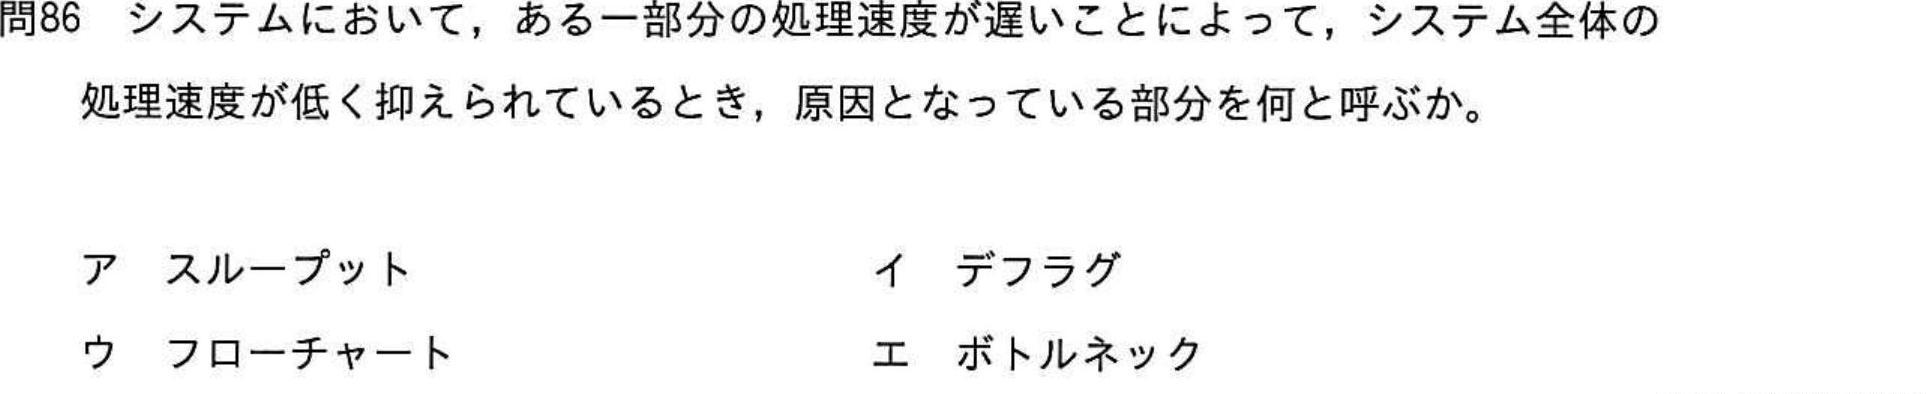 問86 システムにおいて，ある一部分の処理速度が遅いことによって，システム全体の
処理速度が低く抑えられているとき，原因となっている部分を何と呼ぶか。
ア スループット イ デフラグ
ウ フローチャート エ ボトルネック